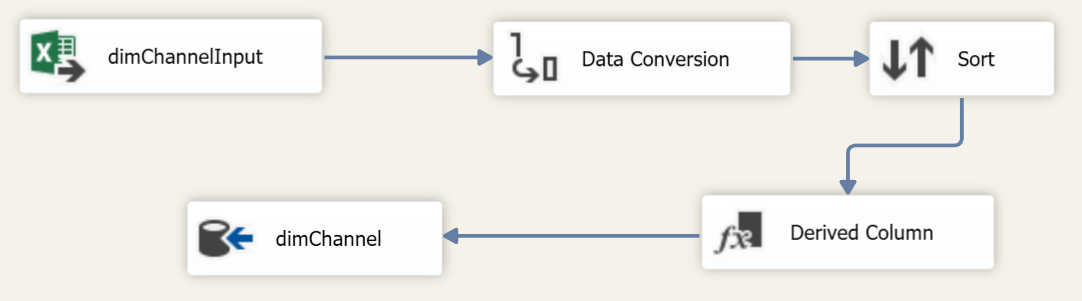 dimChannelInput
Data Conversion
Sort
Derived Column
dimChannel